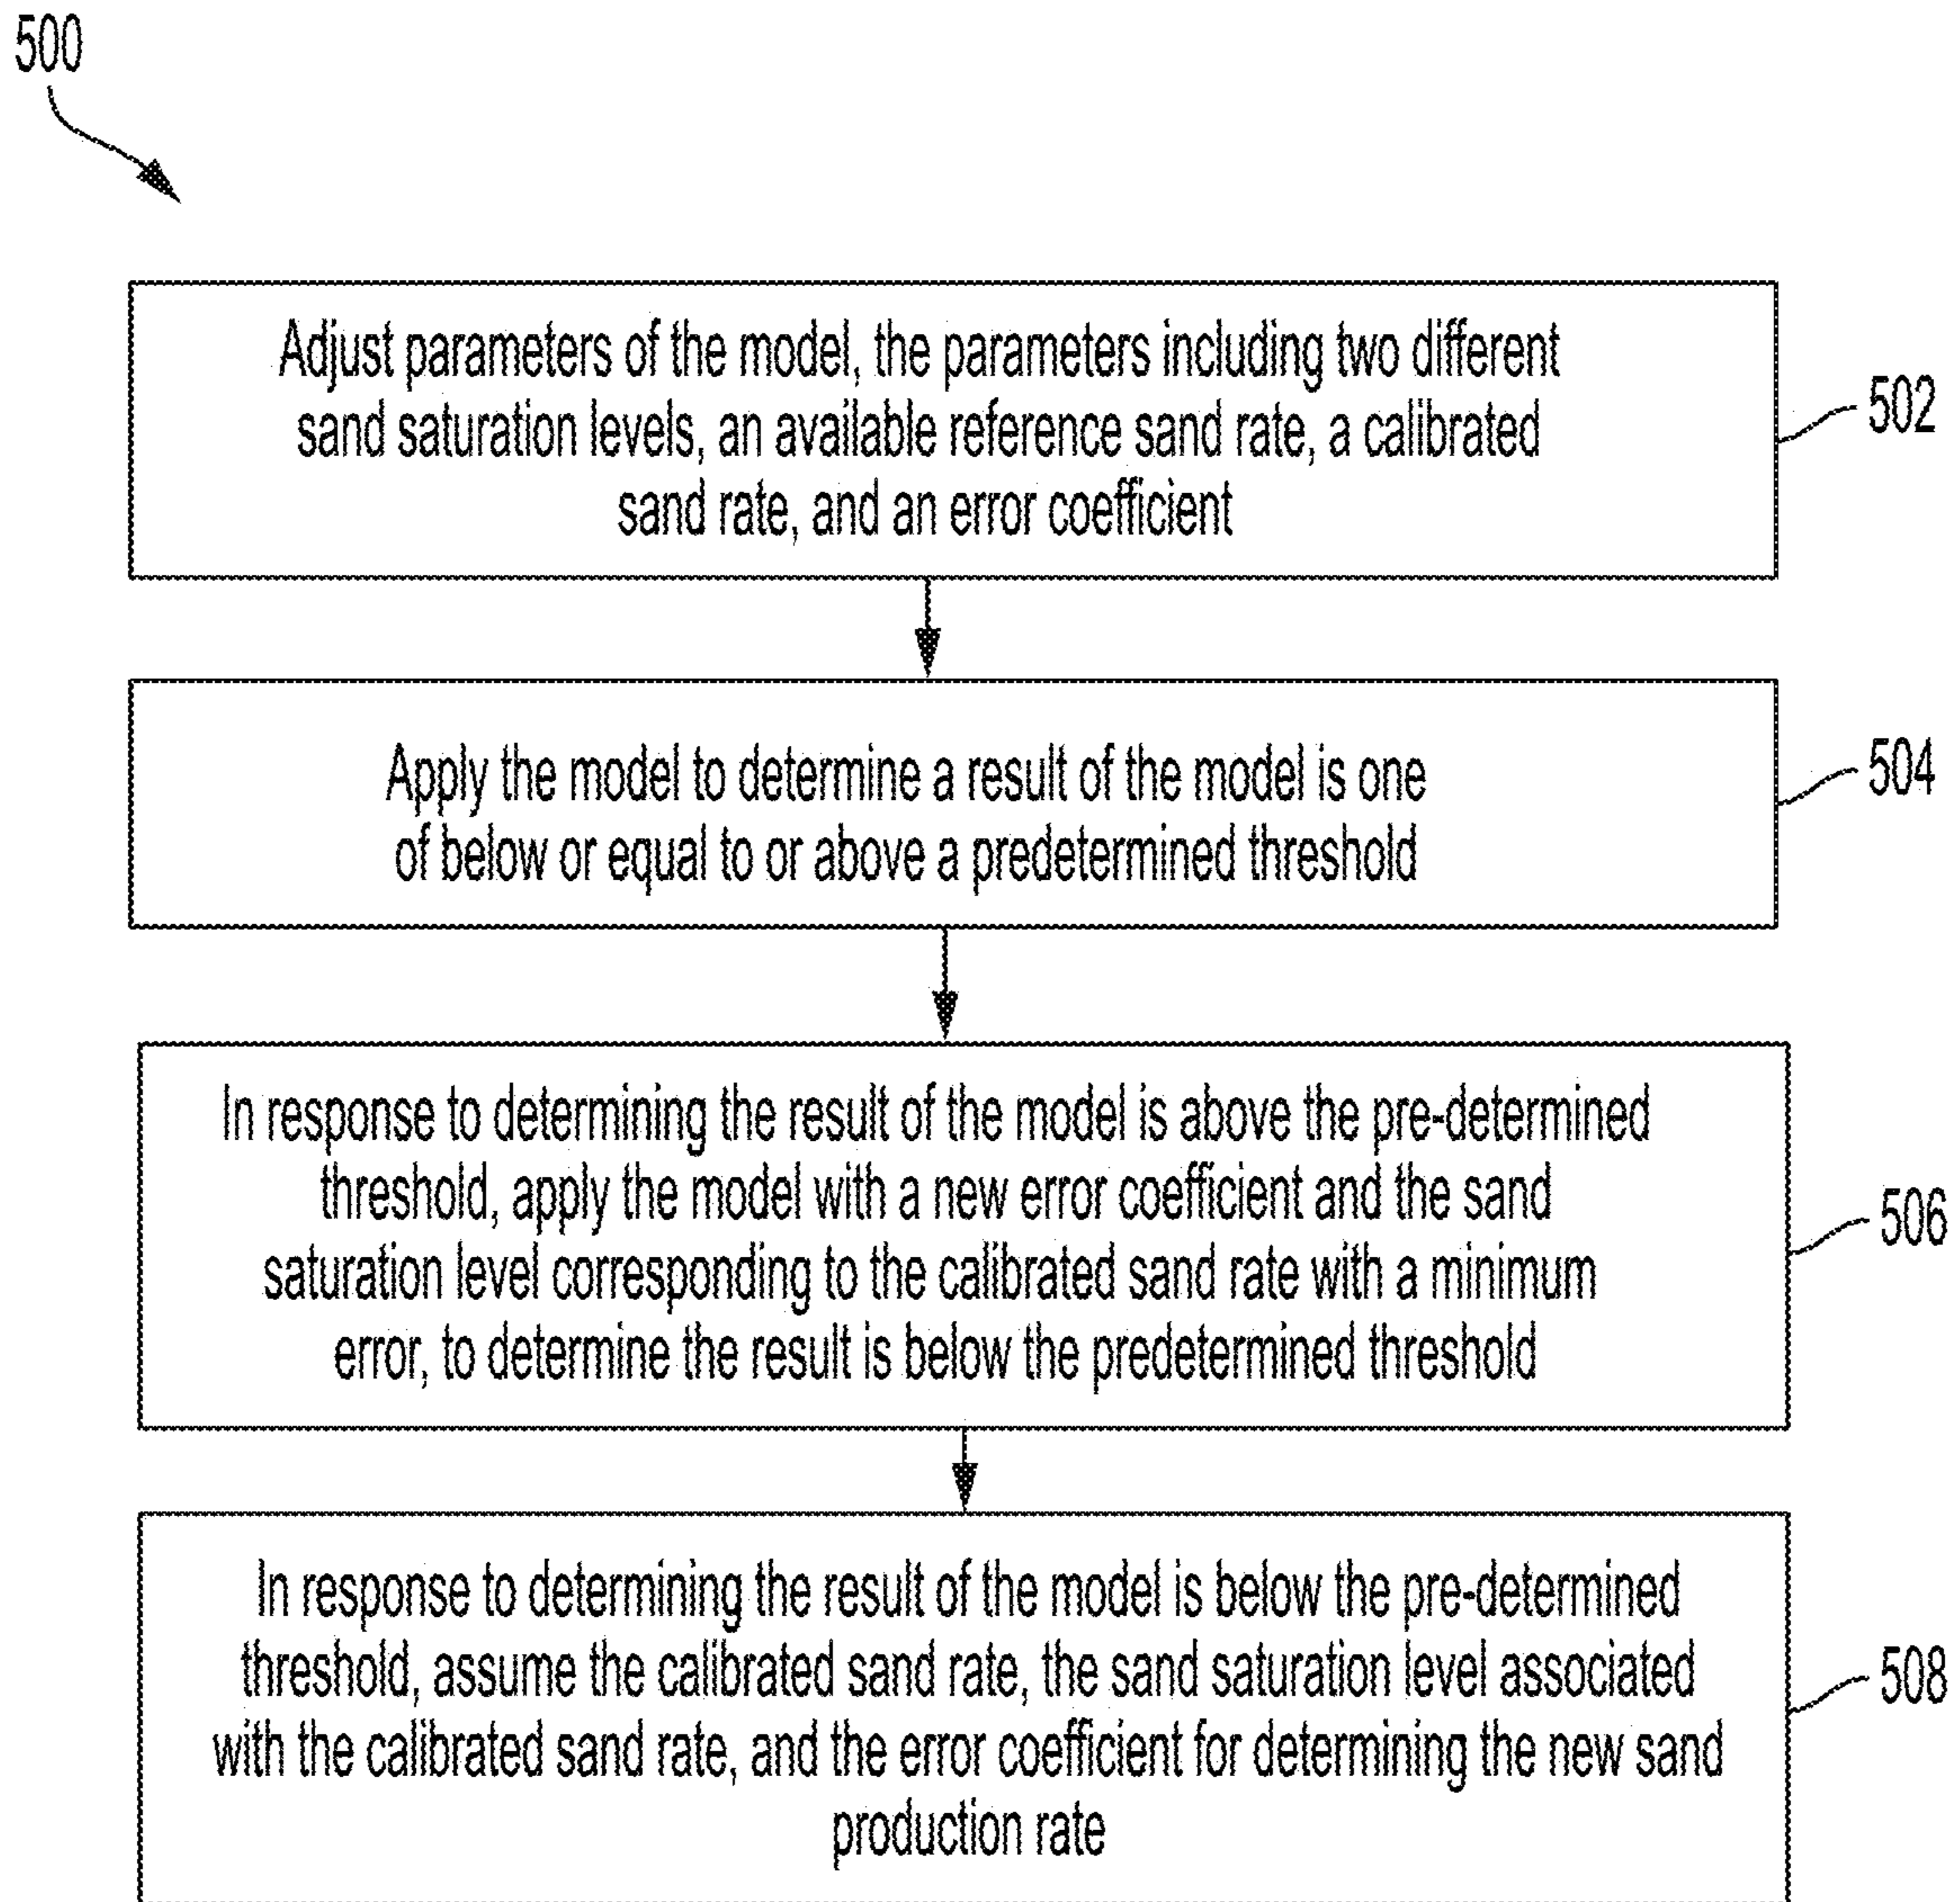 500
Adjust parameters of the model, the parameters including two different
sand saturation levels, an available reference sand rate, a calibrated
sand rate, and an error coefficient
502
Apply the model to determine a result of the model is one
of below or equal to or above a predetermined threshold
504
In response to determining the result of the model is above the pre-determined
threshold, apply the model with a new error coefficient and the sand
saturation level corresponding to the calibrated sand rate with a minimum
error, to determine the result is below the predetermined threshold
506
In response to determining the result of the model is below the pre-determined
threshold, assume the calibrated sand rate, the sand saturation level associated
with the calibrated sand rate, and the error coefficient for determining the new sand
production rate
508